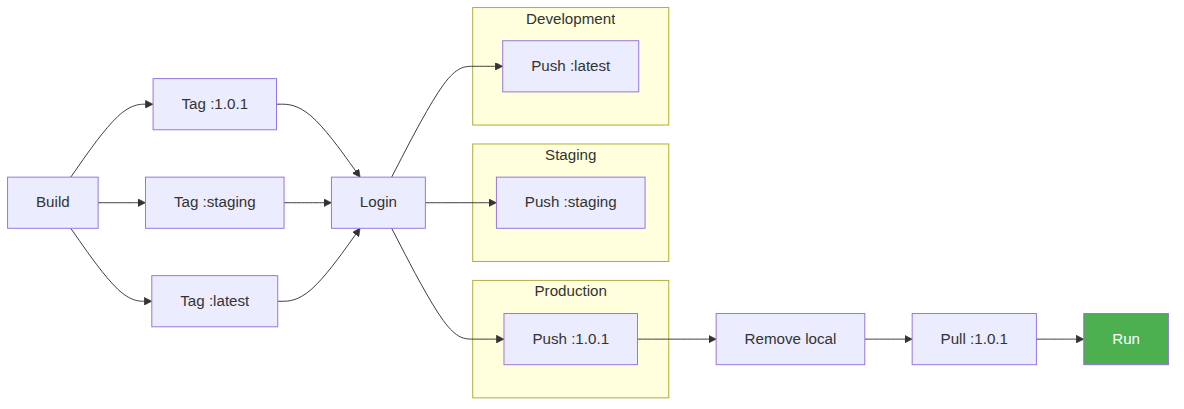 Build
Tag :1.0.1
Tag :staging
Tag :latest
Login
Development
Push :latest
Staging
Push :staging
Production
Push :1.0.1
Remove local
Pull :1.0.1
Run